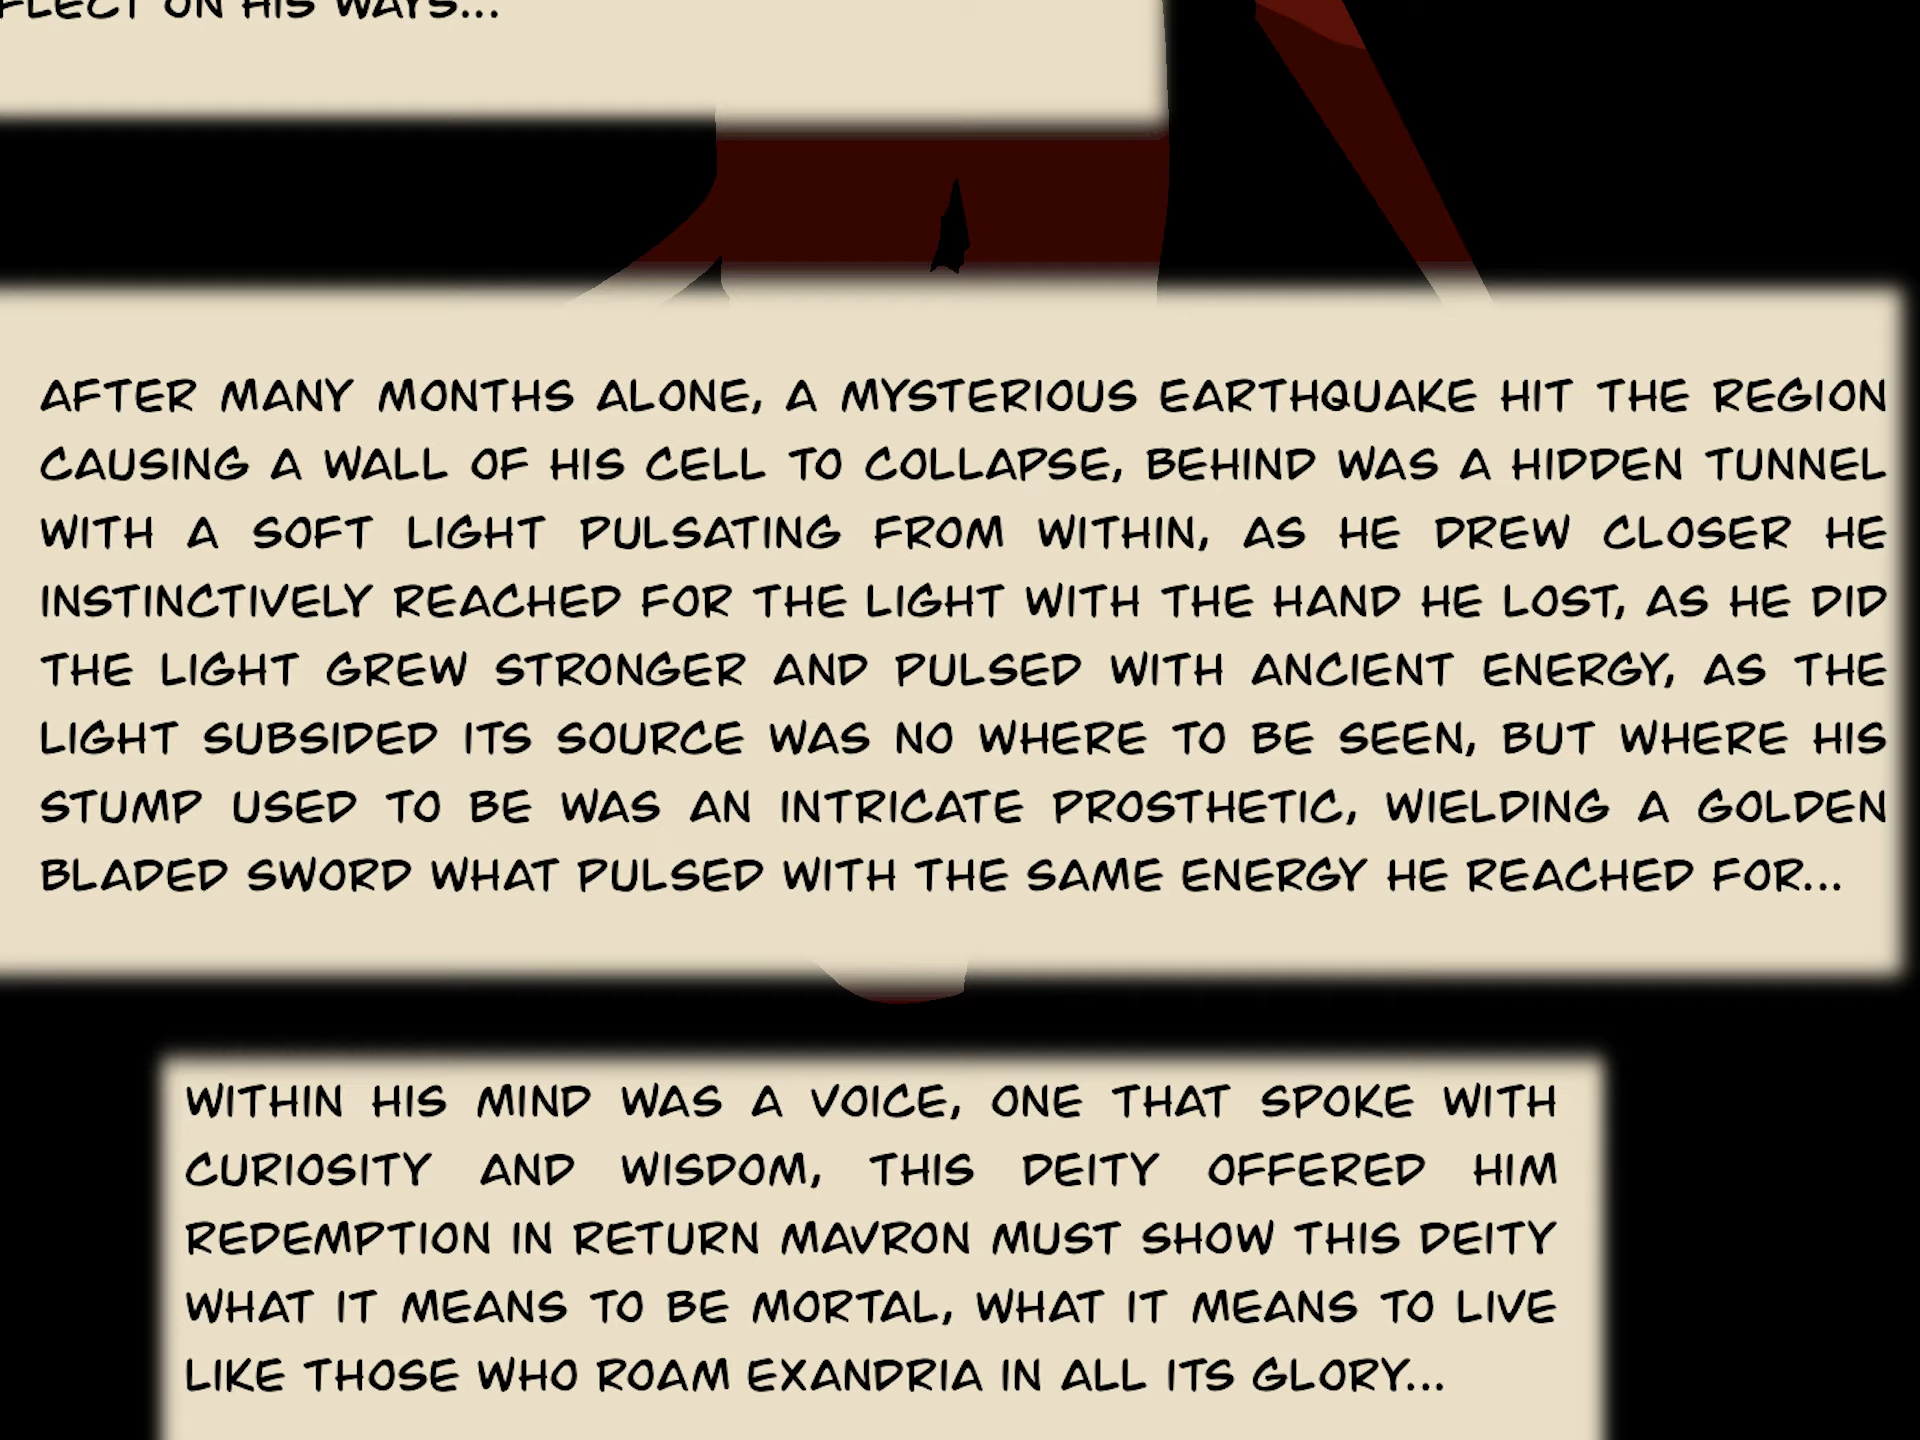 ON HIS WAYS...
AFTER MANY MONTHS ALONE, A MYSTERIOUS EARTHQUAKE HIT THE REGION
CAUSING A WALL OF HIS CELL TO COLLAPSE, BEHIND WAS A HIDDEN TUNNEL
WITH A SOFT LIGHT PULSATING FROM WITHIN, AS HE DREW CLOSER HE
INSTINCTIVELY REACHED FOR THE LIGHT WITH THE HAND HE LOST, AS HE DID
THE LIGHT GREW STRONGER AND PULSED WITH ANCIENT ENERGY, AS THE
LIGHT SUBSIDED ITS SOURCE WAS NO WHERE TO BE SEEN, BUT WHERE HIS
STUMP USED TO BE WAS AN INTRICATE PROSTHETIC, WIELDING A GOLDEN
BLADED SWORD WHAT PULSED WITH THE SAME ENERGY HE REACHED FOR...
WITHIN HIS MIND WAS A VOICE, ONE THAT SPOKE WITH
CURIOSITY AND WISDOM, THIS DEITY OFFERED HIM
REDEMPTION IN RETURN MAVRON MUST SHOW THIS DEITY
WHAT IT MEANS TO BE MORTAL, WHAT IT MEANS TO LIVE
LIKE THOSE WHO ROAM EXANDRIA IN ALL ITS GLORY...